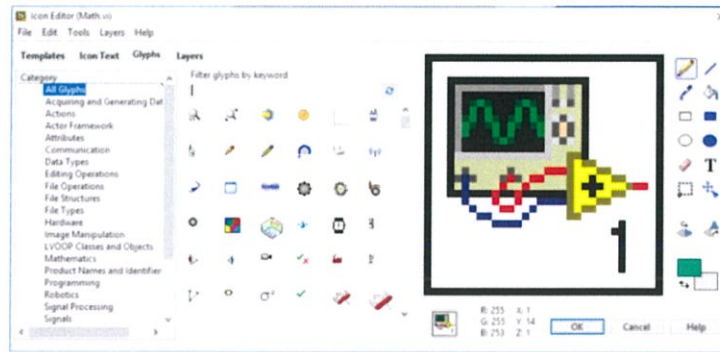 Icon Editor (Math.vi)
File Edit Tools Layers Help
Templates Icon Text Glyphs Layers
Category
All Glyphs
Acquiring and Generating Dat
Actions
Actor Framework
Attributes
Communication
Data Types
Editing Operations
File Operations
File Structures
File Types
Hardware
Image Manipulation
LVOOP Classes and Objects
Mathematics
Product Names and Identifier
Programming
Robotics
Signal Processing
Signals
Filter glyphs by keyword
1
T
R: 255 X: 1
G: 255 Y: 14
B: 253 Z: 1
OK Cancel Help